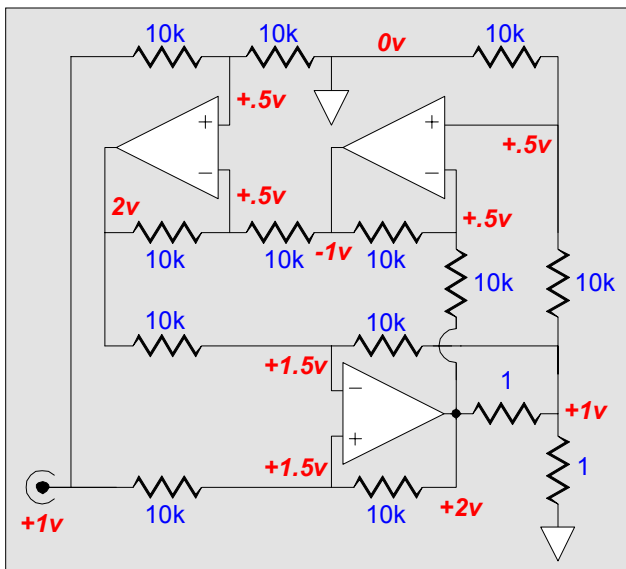 10k 10k 0v 10k
+
+.5v
+
+.5v
−
−
2v
+.5v
+.5v
10k 10k -1v 10k
10k 10k
10k 10k
1
+1.5v
−
+1v
+
+1.5v
1
+1v
10k 10k +2v